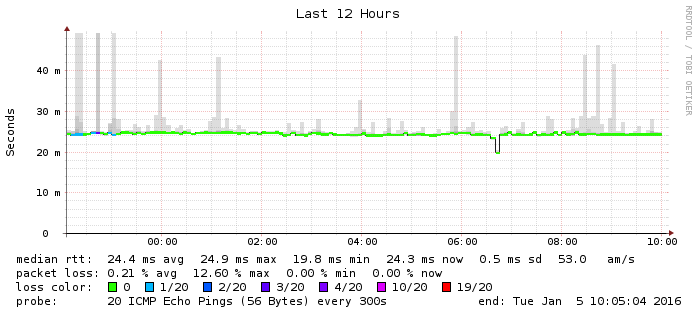 Last 12 Hours
RRDTOOL / TOBI OETIKER
Seconds
40 m
30 m
20 m
10 m
0
00:00 02:00 04:00 06:00 08:00 10:00
median rtt: 24.4 ms avg 24.9 ms max 19.8 ms min 24.3 ms now 0.5 ms sd 53.0 am/s
packet loss: 0.21 % avg 12.60 % max 0.00 % min 0.00 % now
loss color: 0 1/20 2/20 3/20 4/20 10/20 19/20
probe: 20 ICMP Echo Pings (56 Bytes) every 300s end: Tue Jan 5 10:05:04 2016